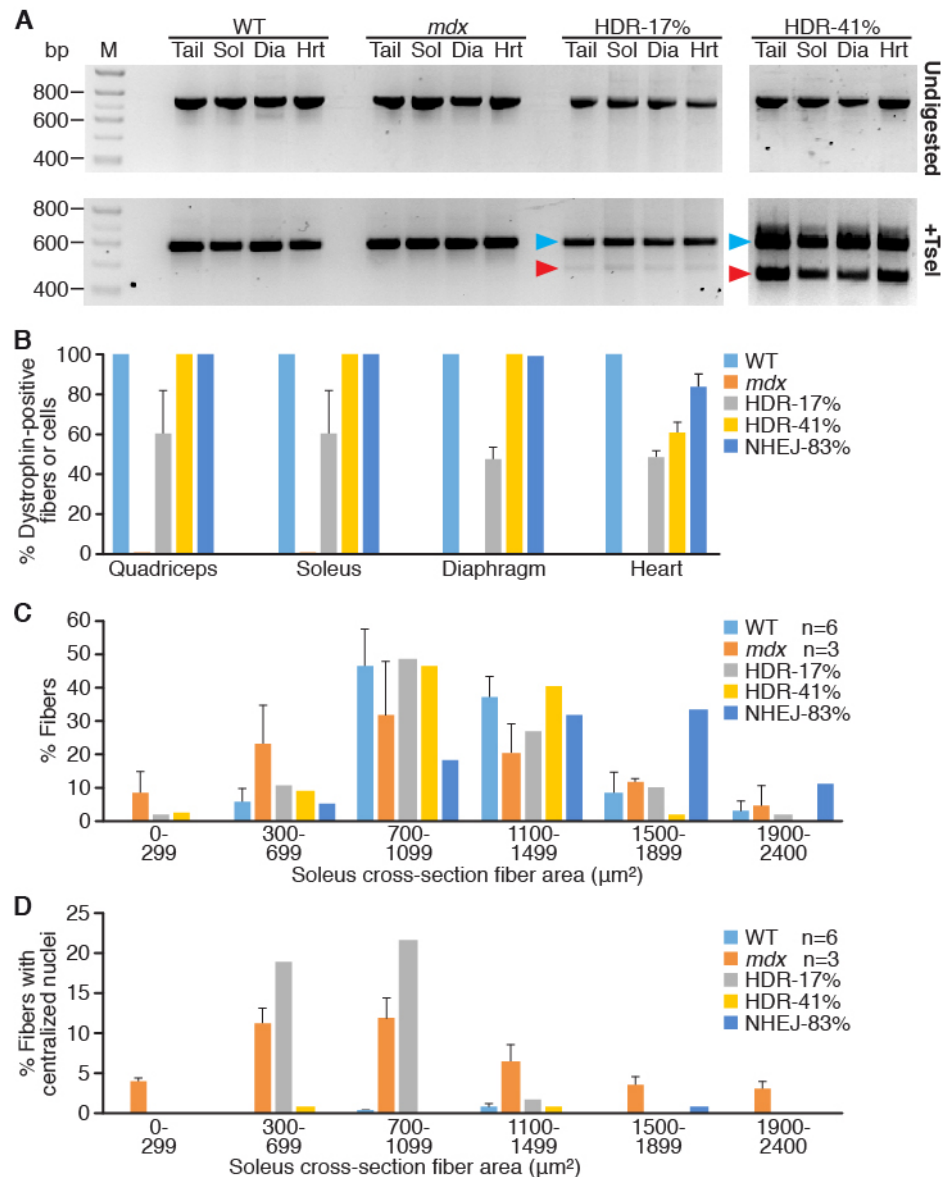 A
WT mdx HDR-17% HDR-41%
bp M Tail Sol Dia Hrt Tail Sol Dia Hrt Tail Sol Dia Hrt Tail Sol Dia Hrt
800
600
400
Undigested
800
600
400
+TseI
B
% Dystrophin-positive
fibers or cells
100
80
60
40
20
0
Quadriceps Soleus Diaphragm Heart
WT
mdx
HDR-17%
HDR-41%
NHEJ-83%
C
% Fibers
60
50
40
30
20
10
0
0- 300- 700- 1100- 1500- 1900-
299 699 1099 1499 1899 2400
Soleus cross-section fiber area (µm²)
WT n=6
mdx n=3
HDR-17%
HDR-41%
NHEJ-83%
D
% Fibers with
centralized nuclei
25
20
15
10
5
0
0- 300- 700- 1100- 1500- 1900-
299 699 1099 1499 1899 2400
Soleus cross-section fiber area (µm²)
WT n=6
mdx n=3
HDR-17%
HDR-41%
NHEJ-83%